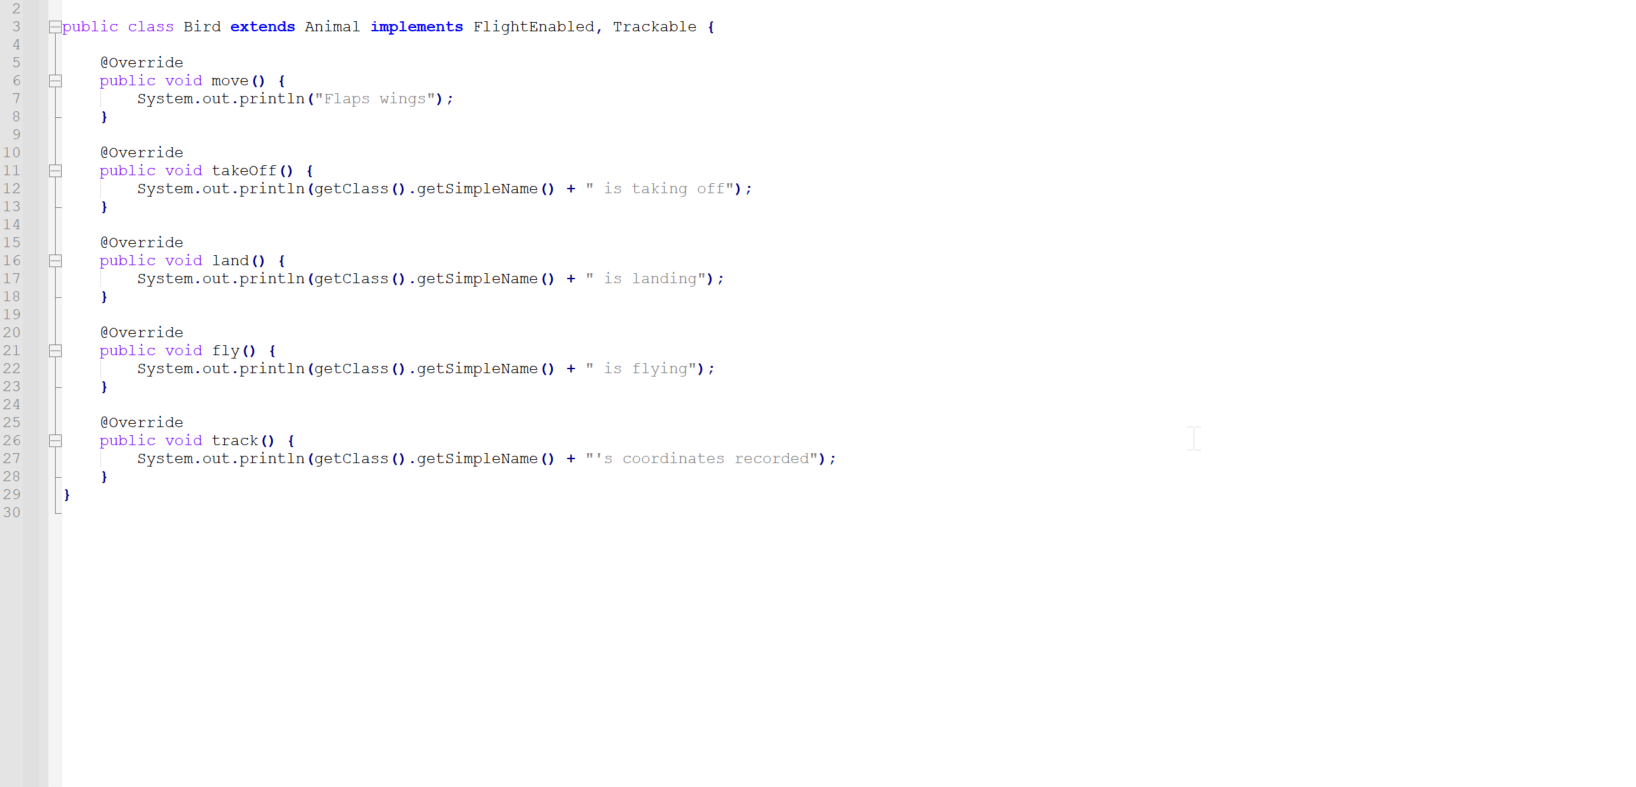 2
3 public class Bird extends Animal implements FlightEnabled, Trackable {
4
5 @Override
6 public void move() {
7 System.out.println("Flaps wings");
8 }
9
10 @Override
11 public void takeOff() {
12 System.out.println(getClass().getSimpleName() + " is taking off");
13 }
14
15 @Override
16 public void land() {
17 System.out.println(getClass().getSimpleName() + " is landing");
18 }
19
20 @Override
21 public void fly() {
22 System.out.println(getClass().getSimpleName() + " is flying");
23 }
24
25 @Override
26 public void track() {
27 System.out.println(getClass().getSimpleName() + "'s coordinates recorded");
28 }
29 }
30